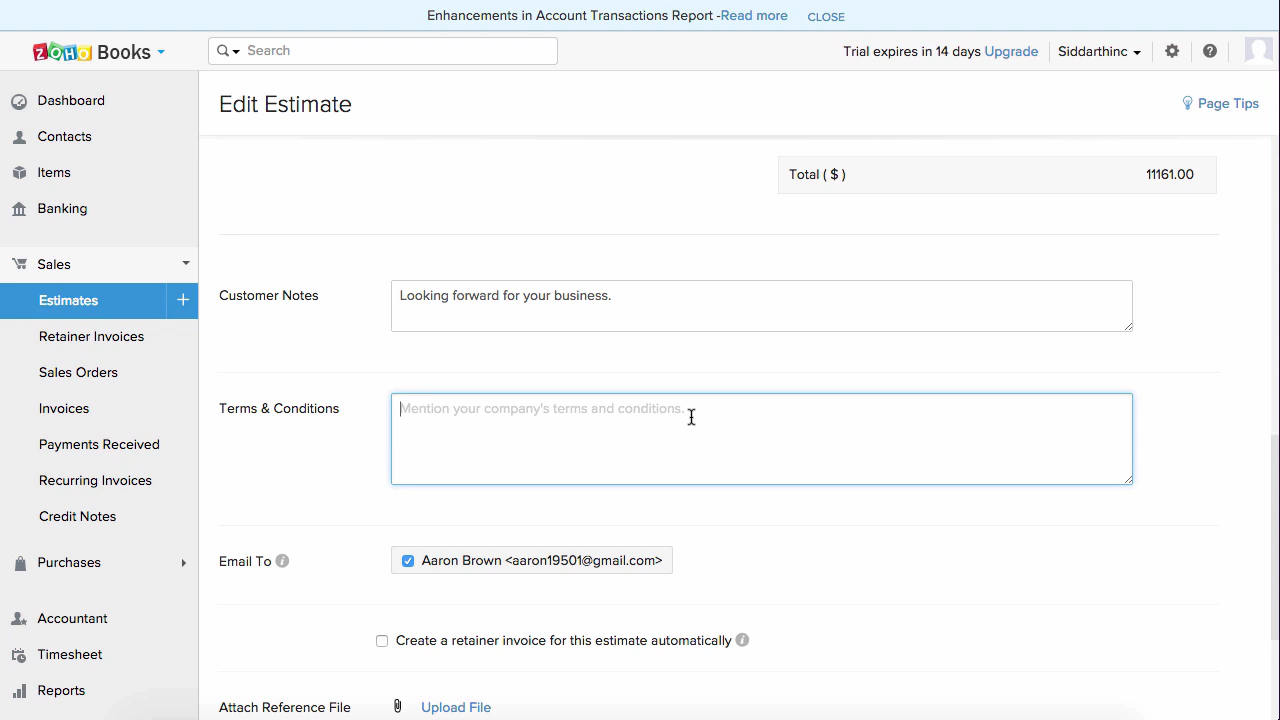 Enhancements in Account Transactions Report -Read more CLOSE
ZOHO Books Search Trial expires in 14 days Upgrade Siddarthinc
Dashboard
Contacts
Items
Banking
Sales
Estimates +
Retainer Invoices
Sales Orders
Invoices
Payments Received
Recurring Invoices
Credit Notes
Purchases
Accountant
Timesheet
Reports
Edit Estimate Page Tips
Total ( $ ) 11161.00
Customer Notes Looking forward for your business.
Terms & Conditions Mention your company's terms and conditions.
Email To Aaron Brown <aaron19501@gmail.com>
Create a retainer invoice for this estimate automatically
Attach Reference File Upload File